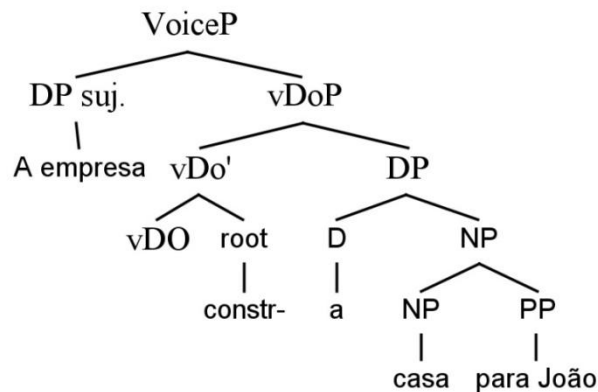 VoiceP
DP suj. vDoP
A empresa vDo' DP
vDO root D NP
constr- a NP PP
casa para João